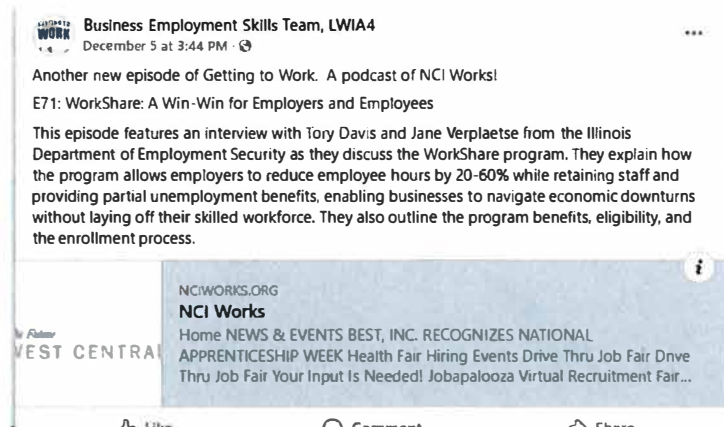 WORK
Business Employment Skills Team, LWIA4
December 5 at 3:44 PM ·
Another new episode of Getting to Work. A podcast of NCI Works!
E71: WorkShare: A Win-Win for Employers and Employees
This episode features an interview with Tory Davis and Jane Verplaetse from the Illinois
Department of Employment Security as they discuss the WorkShare program. They explain how
the program allows employers to reduce employee hours by 20-60% while retaining staff and
providing partial unemployment benefits, enabling businesses to navigate economic downturns
without laying off their skilled workforce. They also outline the program benefits, eligibility, and
the enrollment process.
i
NCIWORKS.ORG
NCI Works
Home NEWS & EVENTS BEST, INC. RECOGNIZES NATIONAL
APPRENTICESHIP WEEK Health Fair Hiring Events Drive Thru Job Fair Drive
Thru Job Fair Your Input Is Needed! Jobapalooza Virtual Recruitment Fair...
VEST CENTRAL
Like Comment Share